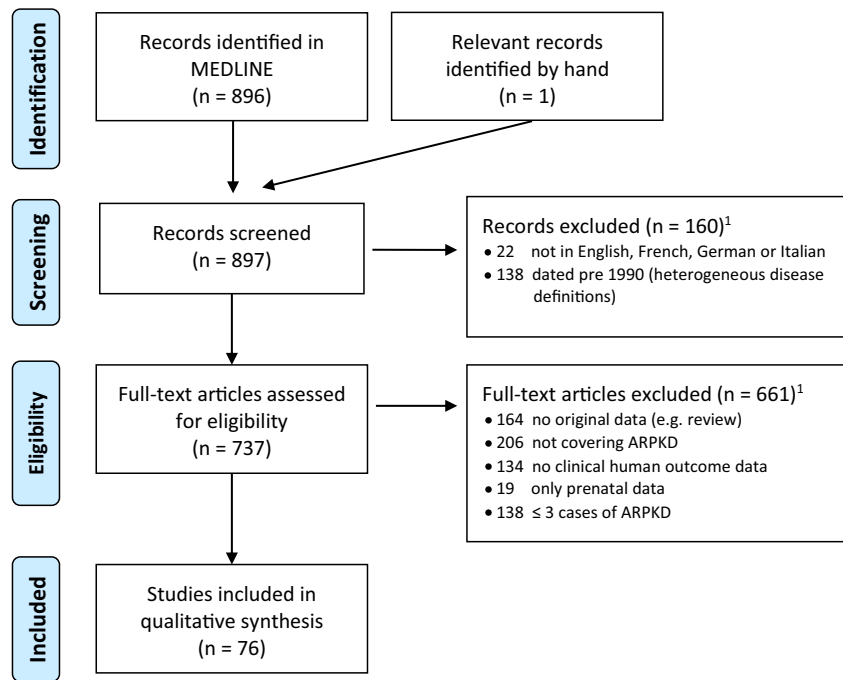 Identification
Records identified in
MEDLINE
(n = 896)
Relevant records
identified by hand
(n = 1)
Screening
Records screened
(n = 897)
Records excluded (n = 160)¹
• 22 not in English, French, German or Italian
• 138 dated pre 1990 (heterogeneous disease
definitions)
Eligibility
Full-text articles assessed
for eligibility
(n = 737)
Full-text articles excluded (n = 661)¹
• 164 no original data (e.g. review)
• 206 not covering ARPKD
• 134 no clinical human outcome data
• 19 only prenatal data
• 138 ≤ 3 cases of ARPKD
Included
Studies included in
qualitative synthesis
(n = 76)